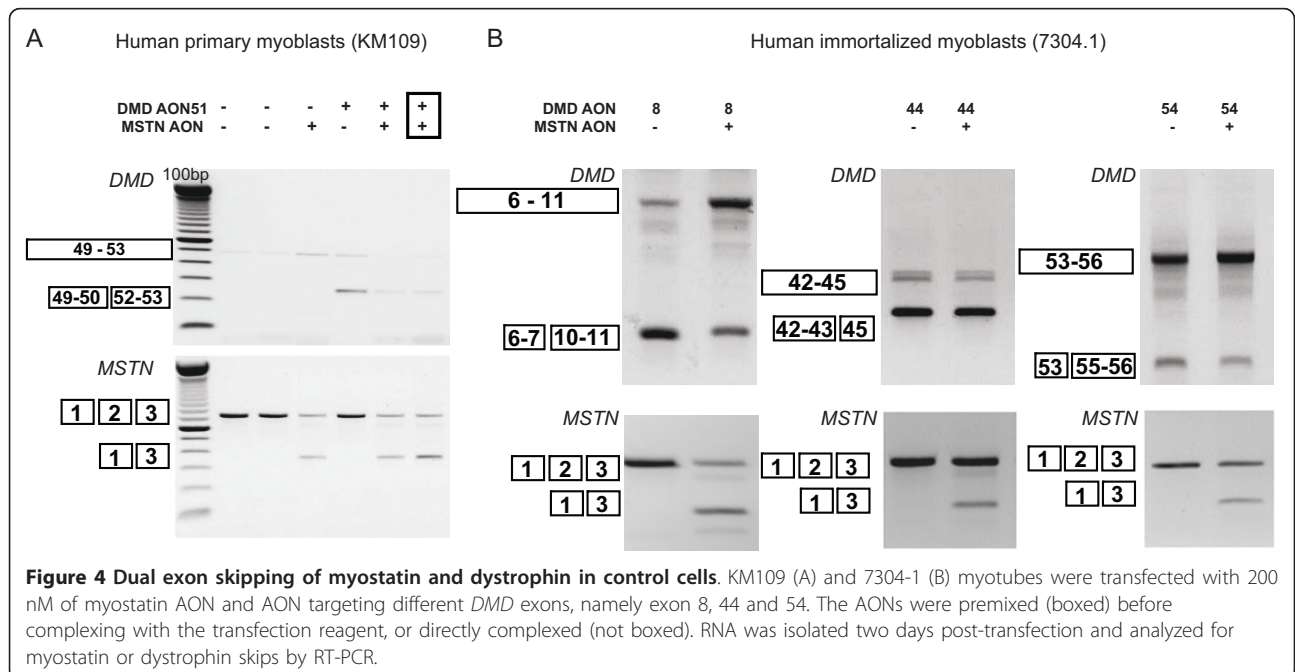 A Human primary myoblasts (KM109)
DMD AON51 - - - + + +
MSTN AON - - + - + +
DMD 100bp
49 - 53
49-50 52-53
MSTN
1 2 3
1 3
B Human immortalized myoblasts (7304.1)
DMD AON 8 8 44 44 54 54
MSTN AON - + - + - +
DMD DMD DMD
6 - 11
53-56
42-45
6-7 10-11 42-43 45
53 55-56
MSTN MSTN MSTN
1 2 3 1 2 3 1 2 3
1 3 1 3 1 3
Figure 4 Dual exon skipping of myostatin and dystrophin in control cells. KM109 (A) and 7304-1 (B) myotubes were transfected with 200
nM of myostatin AON and AON targeting different DMD exons, namely exon 8, 44 and 54. The AONs were premixed (boxed) before
complexing with the transfection reagent, or directly complexed (not boxed). RNA was isolated two days post-transfection and analyzed for
myostatin or dystrophin skips by RT-PCR.